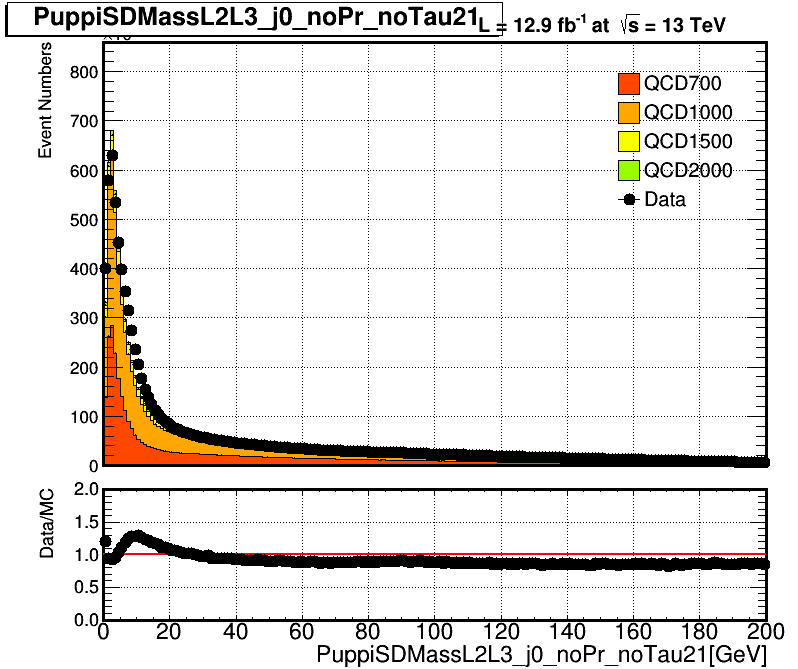 PuppiSDMassL2L3_j0_noPr_noTau21
L = 12.9 fb⁻¹ at √s = 13 TeV
Event Numbers
800
700
600
500
400
300
200
100
0
QCD700
QCD1000
QCD1500
QCD2000
Data
Data/MC
2.0
1.5
1.0
0.5
0.0
0 20 40 60 80 100 120 140 160 180 200
PuppiSDMassL2L3_j0_noPr_noTau21[GeV]